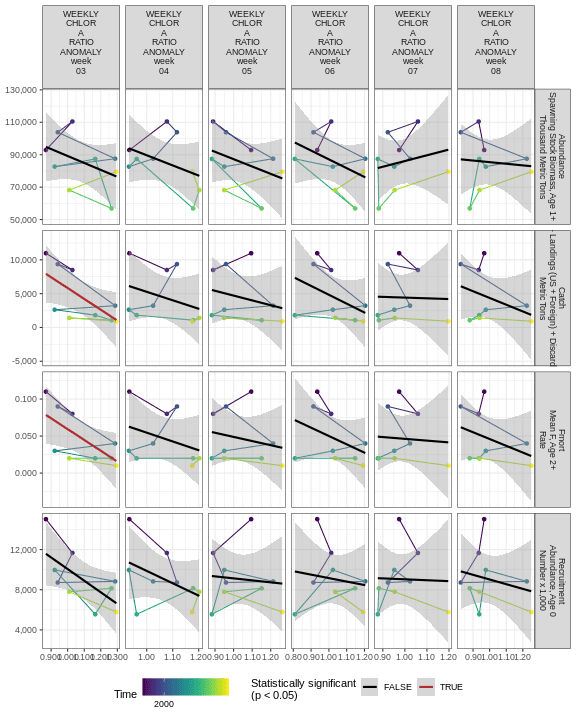 WEEKLY
CHLOR
A
RATIO
ANOMALY
week
03
WEEKLY
CHLOR
A
RATIO
ANOMALY
week
04
WEEKLY
CHLOR
A
RATIO
ANOMALY
week
05
WEEKLY
CHLOR
A
RATIO
ANOMALY
week
06
WEEKLY
CHLOR
A
RATIO
ANOMALY
week
07
WEEKLY
CHLOR
A
RATIO
ANOMALY
week
08
130,000
110,000
90,000
70,000
50,000
Abundance
Spawning Stock Biomass, Age 1+
Thousand Metric Tons
10,000
5,000
0
-5,000
Catch
Landings (US + Foreign) + Discard
Metric Tons
0.100
0.050
0.000
Fmort
Mean F, Age 2+
Rate
12,000
8,000
4,000
Recruitment
Abundance, Age 0
Number x 1,000
0.900 1.000 1.100 1.200 1.300
1.00 1.10 1.20
0.90 1.00 1.10 1.20
0.80 0.90 1.00 1.10 1.20
0.90 1.00 1.10 1.20
0.90 1.00 1.10 1.20
Time
2000
Statistically significant
(p < 0.05)
FALSE
TRUE